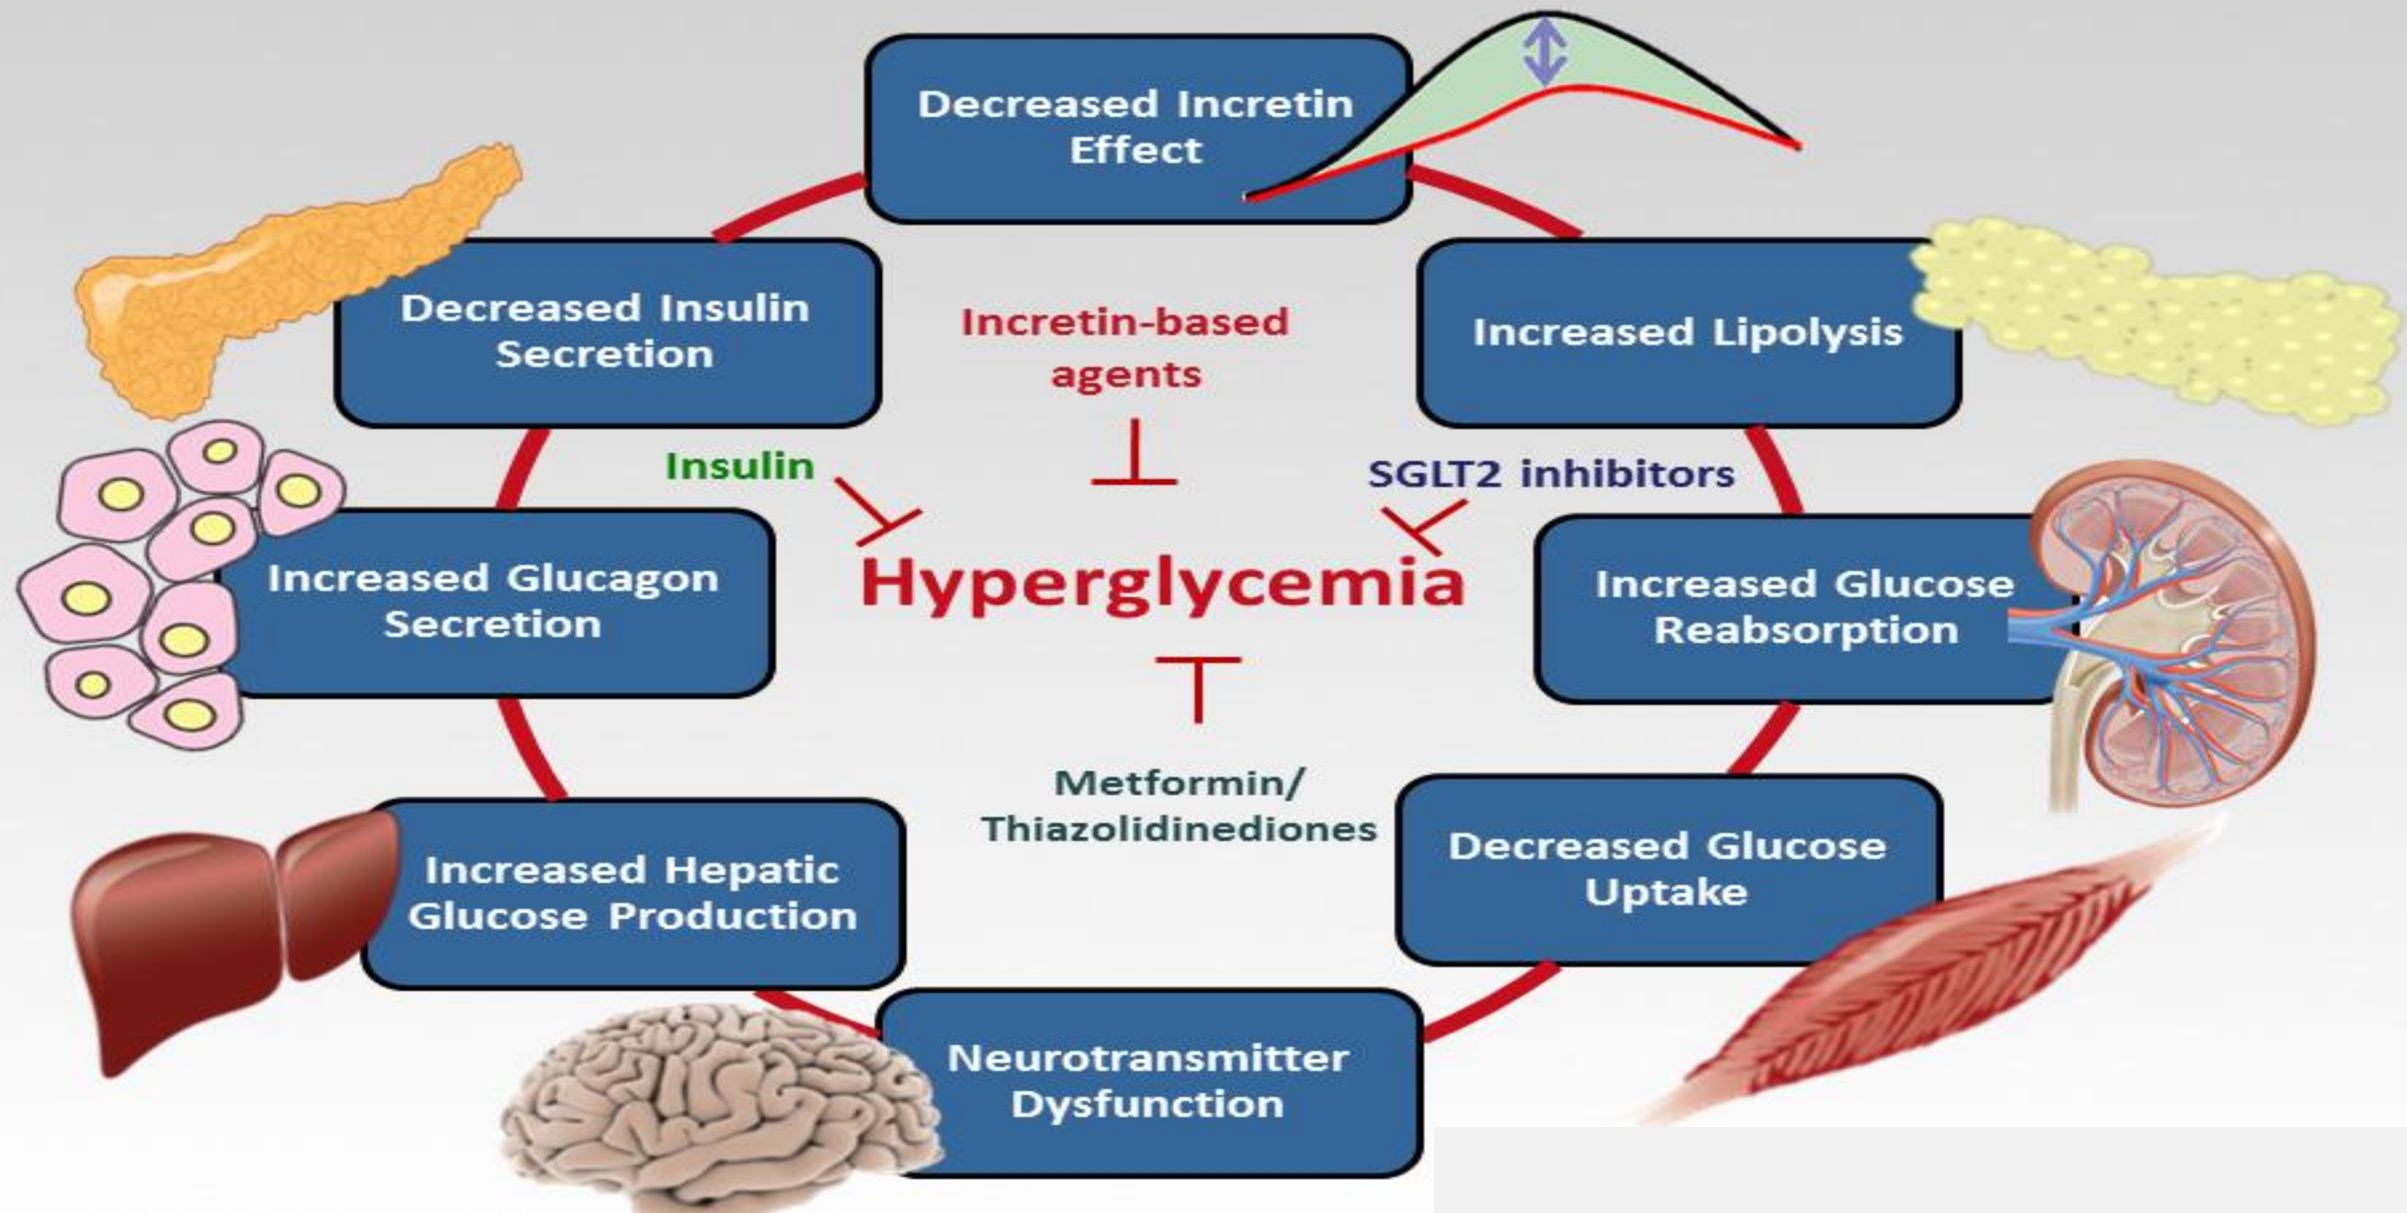 Decreased Incretin
Effect
Decreased Insulin
Secretion
Incretin-based
agents
Increased Lipolysis
Insulin
SGLT2 inhibitors
Increased Glucagon
Secretion
Hyperglycemia
Increased Glucose
Reabsorption
Metformin/
Thiazolidinediones
Increased Hepatic
Glucose Production
Decreased Glucose
Uptake
Neurotransmitter
Dysfunction